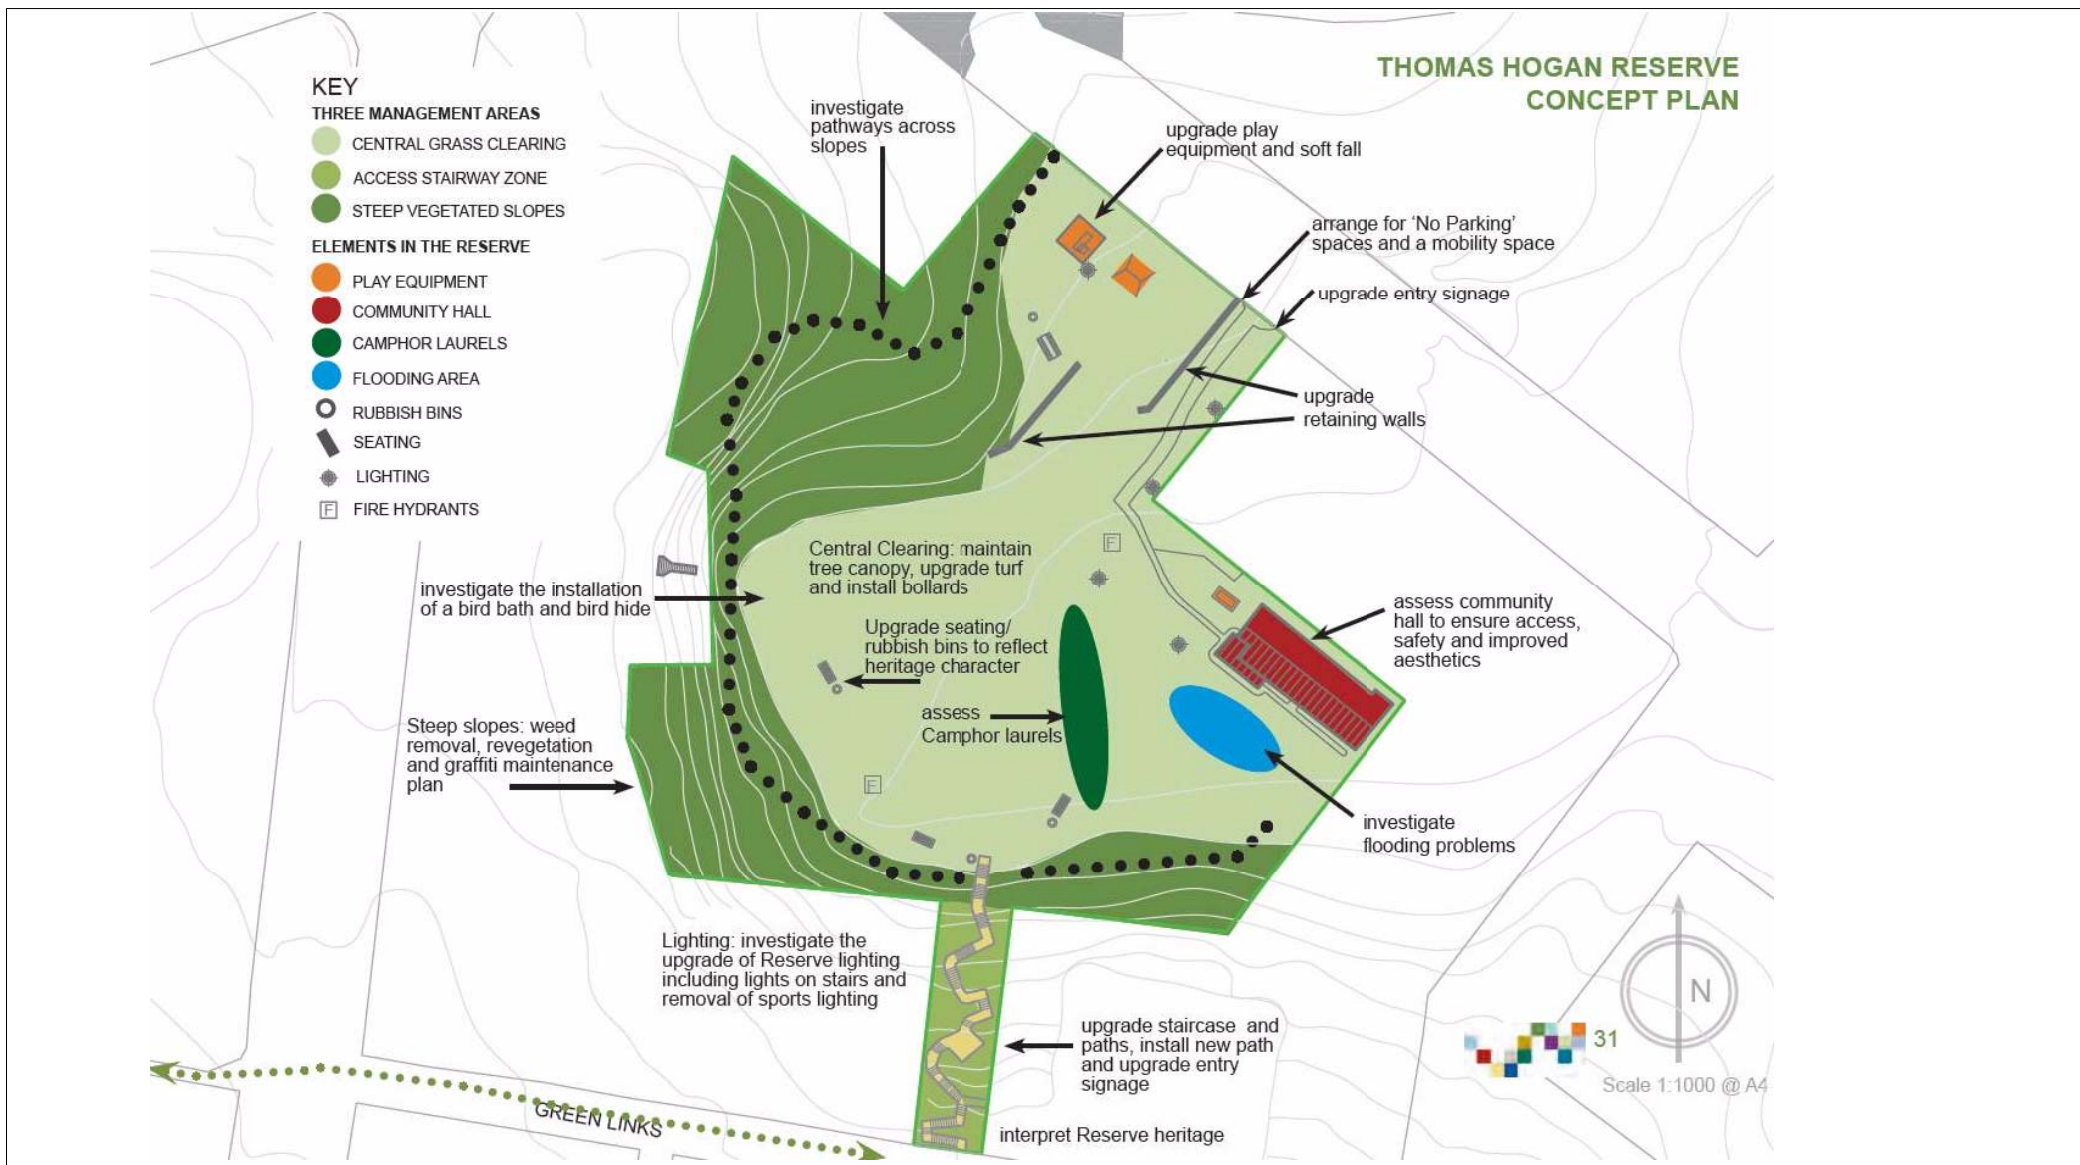 THOMAS HOGAN RESERVE
CONCEPT PLAN
KEY
THREE MANAGEMENT AREAS
CENTRAL GRASS CLEARING
ACCESS STAIRWAY ZONE
STEEP VEGETATED SLOPES
ELEMENTS IN THE RESERVE
PLAY EQUIPMENT
COMMUNITY HALL
CAMPHOR LAURELS
FLOODING AREA
RUBBISH BINS
SEATING
LIGHTING
F
FIRE HYDRANTS
investigate
pathways across
slopes
upgrade play
equipment and soft fall
arrange for ‘No Parking’
spaces and a mobility space
upgrade entry signage
upgrade
retaining walls
Central Clearing: maintain
tree canopy, upgrade turf
and install bollards
F
investigate the installation
of a bird bath and bird hide
Upgrade seating/
rubbish bins to reflect
heritage character
assess community
hall to ensure access,
safety and improved
aesthetics
assess
Camphor laurels
Steep slopes: weed
removal, revegetation
and graffiti maintenance
plan
F
investigate
flooding problems
Lighting: investigate the
upgrade of Reserve lighting
including lights on stairs and
removal of sports lighting
upgrade staircase and
paths, install new path
and upgrade entry
signage
interpret Reserve heritage
GREEN LINKS
N
31
Scale 1:1000 @ A4